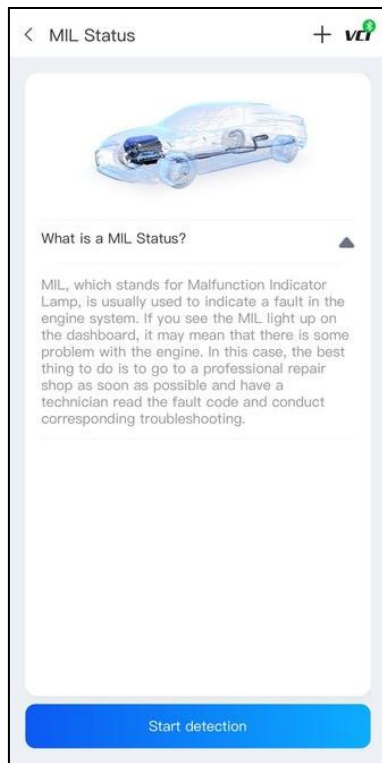 MIL Status
VCI
What is a MIL Status?
MIL, which stands for Malfunction Indicator
Lamp, is usually used to indicate a fault in the
engine system. If you see the MIL light up on
the dashboard, it may mean that there is some
problem with the engine. In this case, the best
thing to do is to go to a professional repair
shop as soon as possible and have a
technician read the fault code and conduct
corresponding troubleshooting.
Start detection